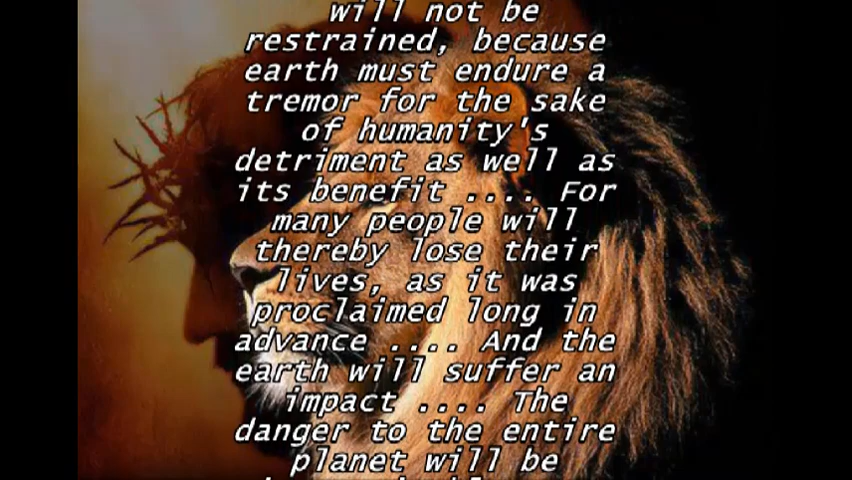 will not be
restrained, because
earth must endure a
tremor for the sake
of humanity's
detriment as well as
its benefit .... For
many people will
thereby lose their
lives, as it was
proclaimed long in
advance .... And the
earth will suffer an
impact .... The
danger to the entire
planet will be